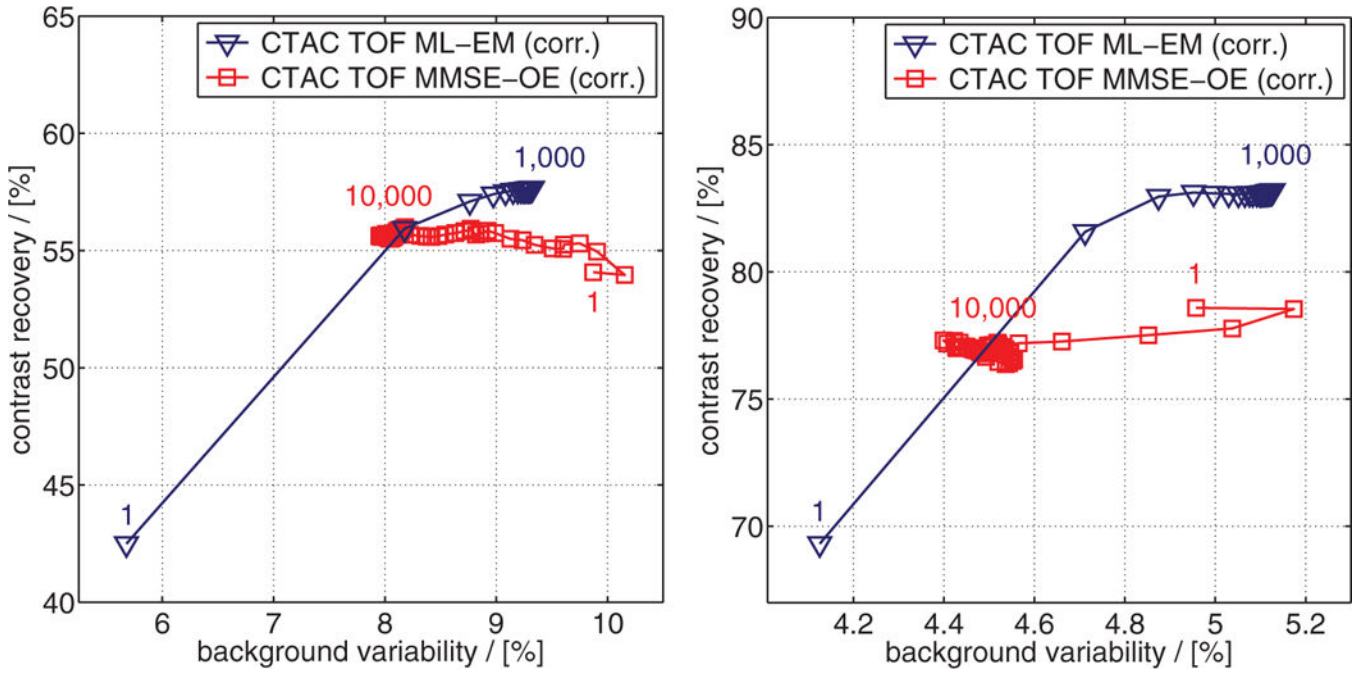 65
60
55
50
45
40
contrast recovery / [%]
CTAC TOF ML−EM (corr.)
CTAC TOF MMSE−OE (corr.)
1,000
10,000
1
1
6 7 8 9 10
background variability / [%]
90
85
80
75
70
contrast recovery / [%]
CTAC TOF ML−EM (corr.)
CTAC TOF MMSE−OE (corr.)
1,000
1
10,000
1
4.2 4.4 4.6 4.8 5 5.2
background variability / [%]